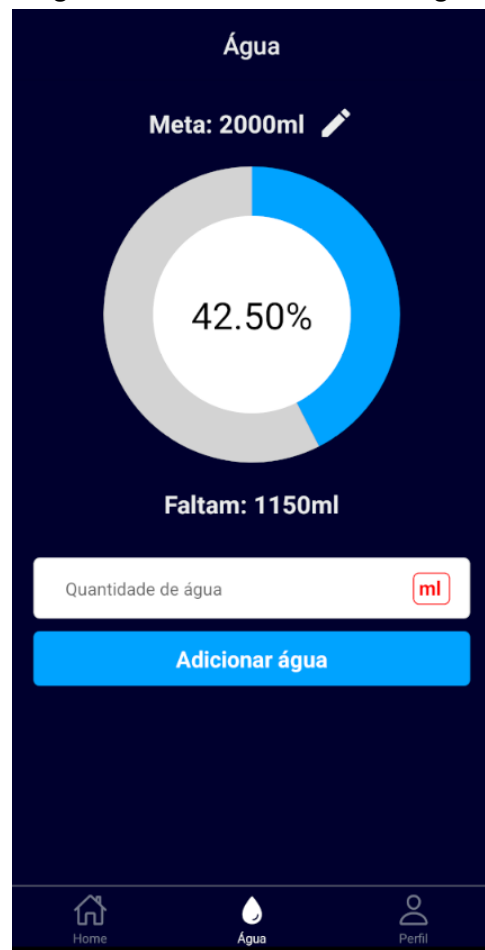 Água
Meta: 2000ml
42.50%
Faltam: 1150ml
Quantidade de água
ml
Adicionar água
Home
Água
Perfil